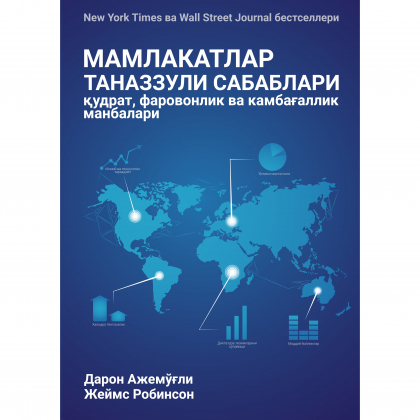 New York Times ва Wall Street Journal бестселлери
МАМЛАКАТЛАР
ТАНАЗЗУЛИ САБАБЛАРИ
қудрат, фаровонлик ва камбағаллик
манбалари
Дарон Ажемўғли
Жеймс Робинсон